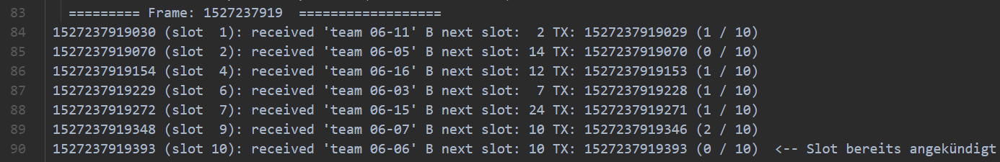 83 ========= Frame: 1527237919 ==================
84 1527237919030 (slot  1): received 'team 06-11' B next slot:  2 TX: 1527237919029 (1 / 10)
85 1527237919070 (slot  2): received 'team 06-05' B next slot: 14 TX: 1527237919070 (0 / 10)
86 1527237919154 (slot  4): received 'team 06-16' B next slot: 12 TX: 1527237919153 (1 / 10)
87 1527237919229 (slot  6): received 'team 06-03' B next slot:  7 TX: 1527237919228 (1 / 10)
88 1527237919272 (slot  7): received 'team 06-15' B next slot: 24 TX: 1527237919271 (1 / 10)
89 1527237919348 (slot  9): received 'team 06-07' B next slot: 10 TX: 1527237919346 (2 / 10)
90 1527237919393 (slot 10): received 'team 06-06' B next slot: 10 TX: 1527237919393 (0 / 10)  <-- Slot bereits angekündigt